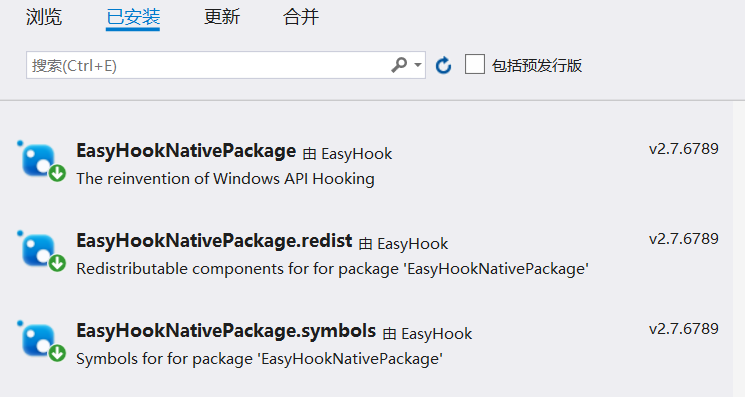 浏览 已安装 更新 合并
搜索(Ctrl+E) 包括预发行版
EasyHookNativePackage 由 EasyHook v2.7.6789
The reinvention of Windows API Hooking
EasyHookNativePackage.redist 由 EasyHook v2.7.6789
Redistributable components for for package 'EasyHookNativePackage'
EasyHookNativePackage.symbols 由 EasyHook v2.7.6789
Symbols for for package 'EasyHookNativePackage'